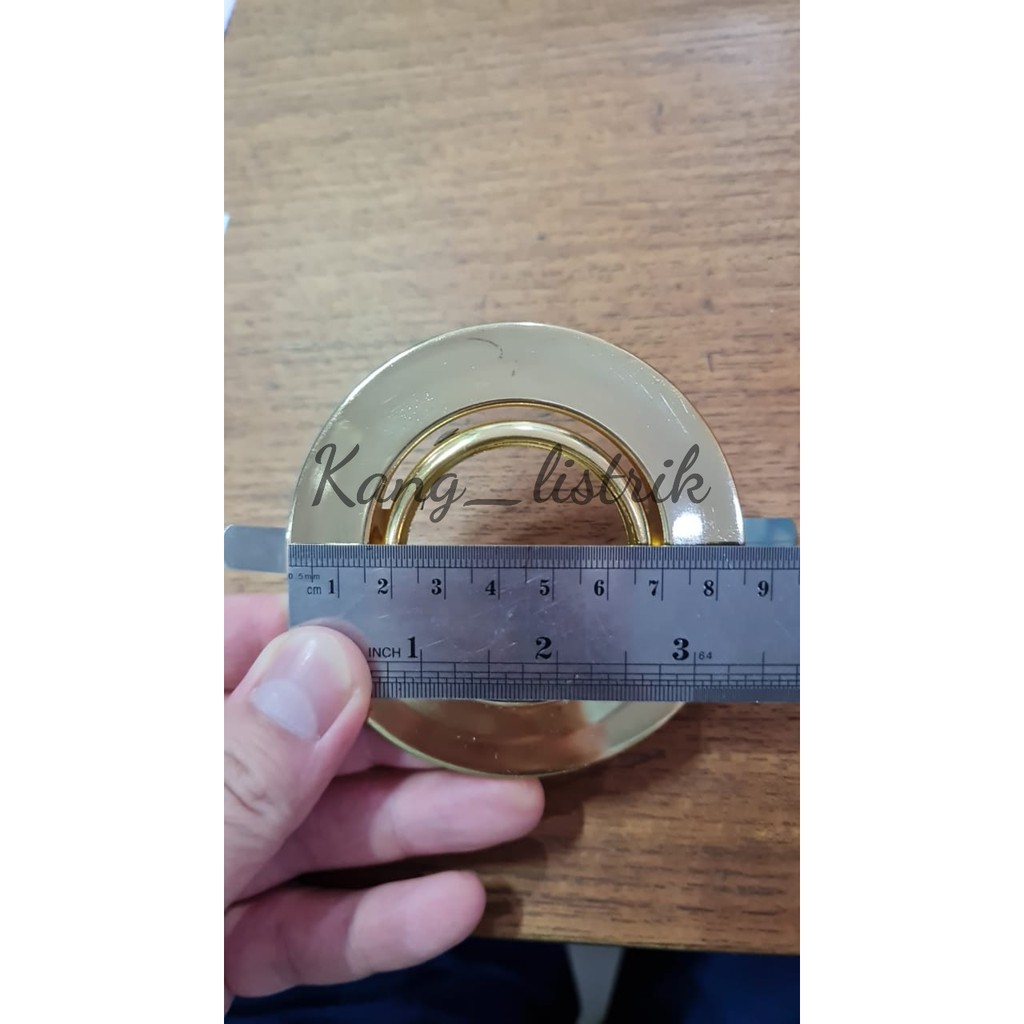 Kang_listrik
0.5mm
cm 1 2 3 4 5 6 7 8 9
INCH 1 2 3 64